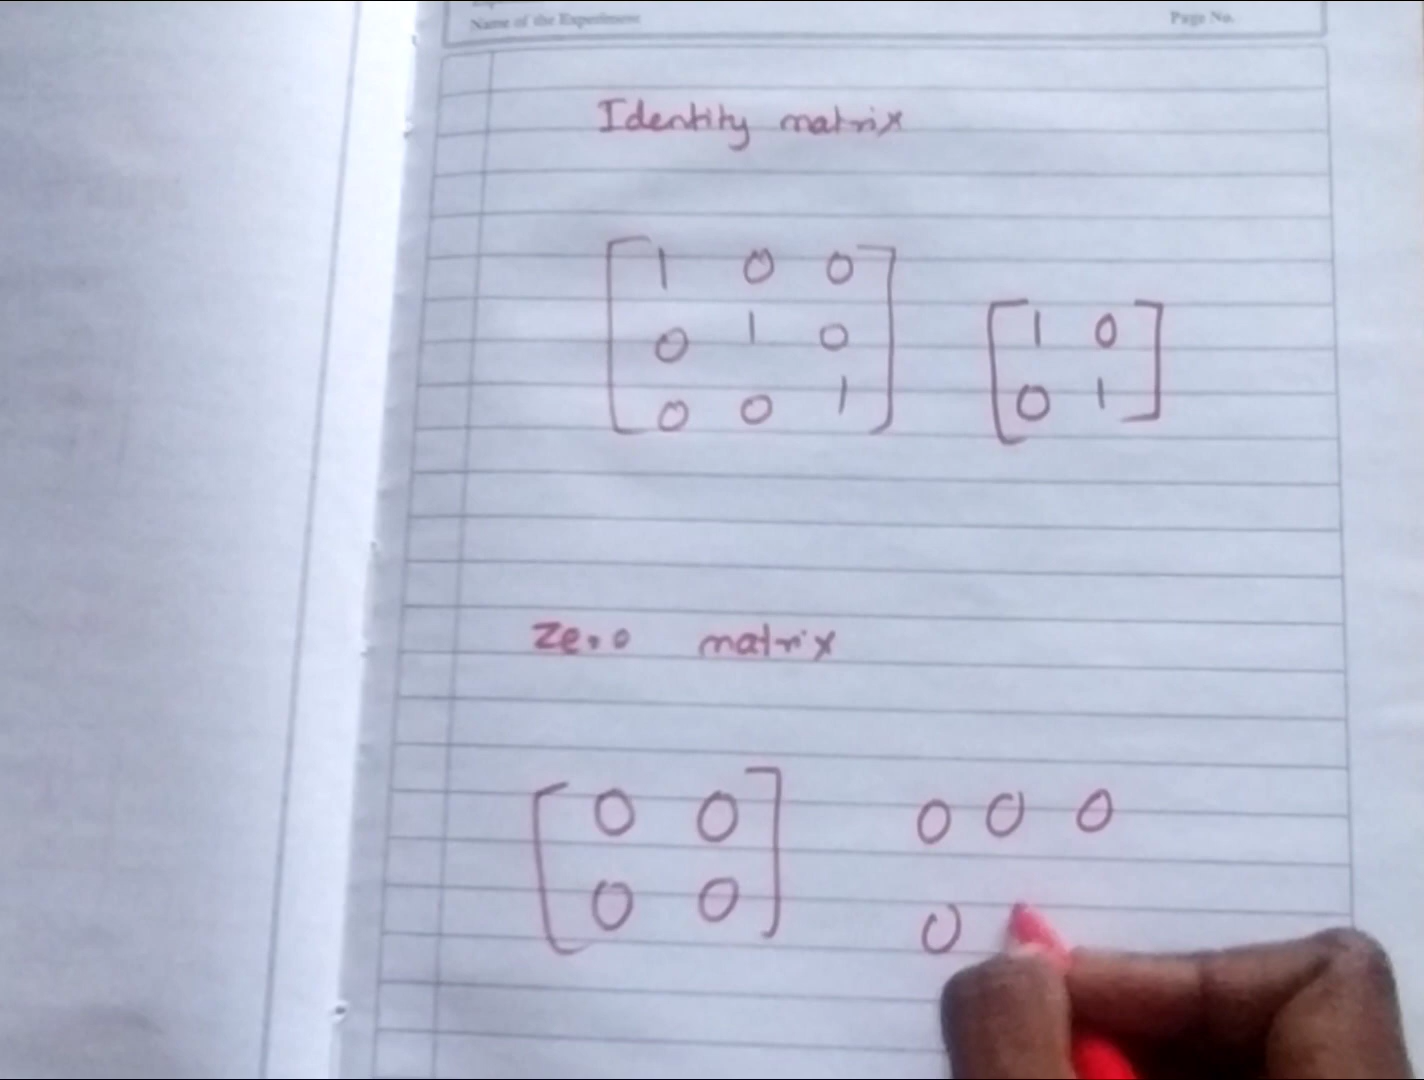 Name of the Experiment Page No.
Identity matrix
1 0 0
0 1 0
0 0 1
1 0
0 1
Zero matrix
0 0
0 0
0 0 0
0